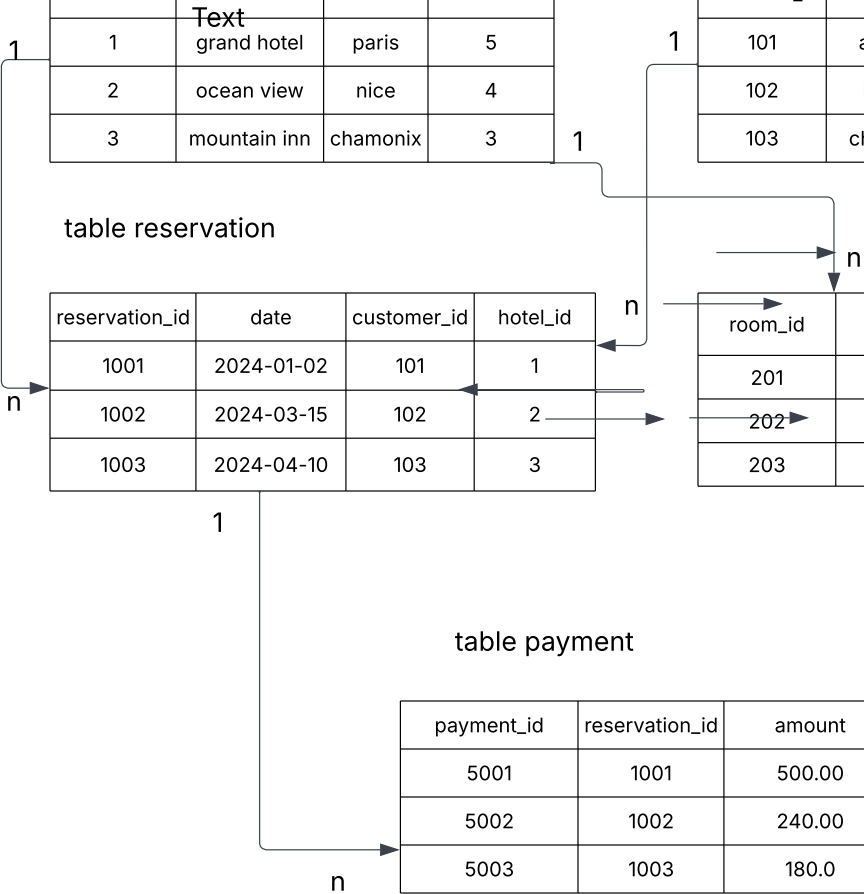 Text
1
1 grand hotel paris 5
1
101
2 ocean view nice 4
102
3 mountain inn chamonix 3
1
103
table reservation
n
n
reservation_id date customer_id hotel_id
room_id
1001 2024-01-02 101 1
201
n
1002 2024-03-15 102 2
202
1003 2024-04-10 103 3
203
1
table payment
payment_id reservation_id amount
5001 1001 500.00
5002 1002 240.00
5003 1003 180.0
n